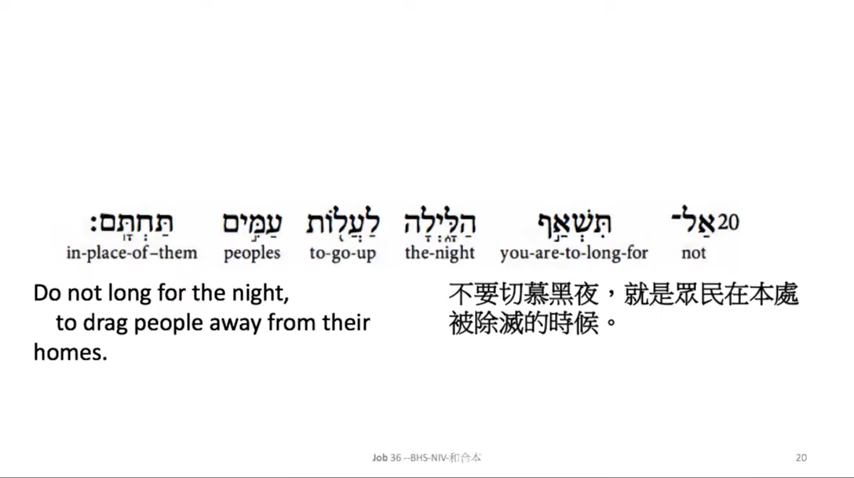 20 אַל־ תִּשְׁאַ֥ף הַלָּ֑יְלָה לַעֲל֖וֹת עַמִּ֣ים תַּחְתָּֽם׃
in-place-of–them peoples to-go-up the-night you-are-to-long-for not
Do not long for the night,
to drag people away from their
homes.
不要切慕黑夜，就是眾民在本處
被除滅的時候。
Job 36 --BHS-NIV-和合本
20